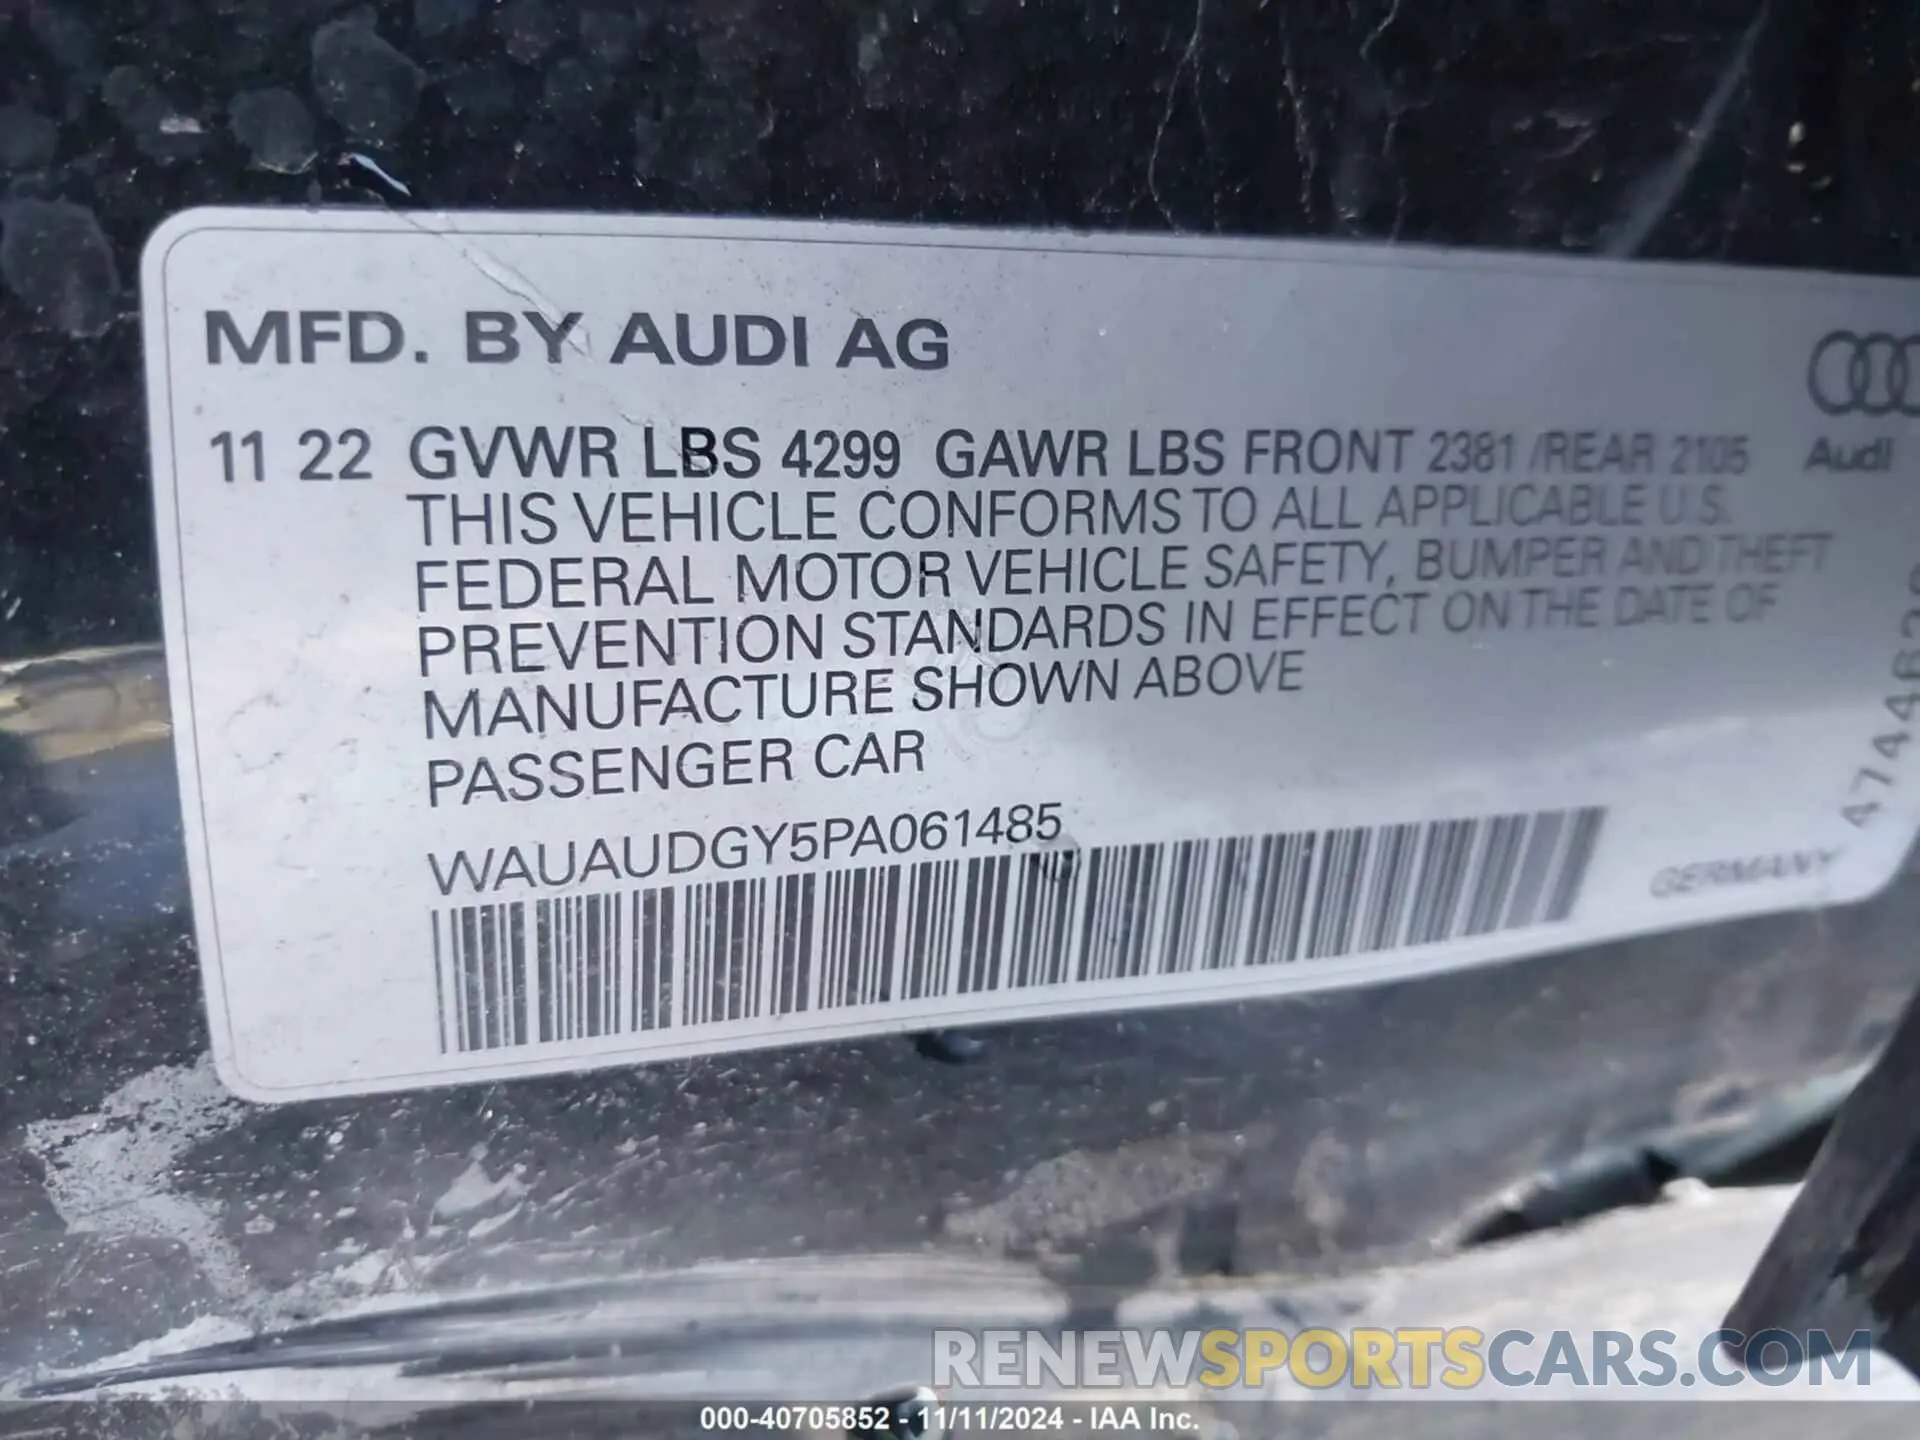 MFD. BY AUDI AG
Audi
11 22 GVWR LBS 4299 GAWR LBS FRONT 2381 /REAR 2105
THIS VEHICLE CONFORMS TO ALL APPLICABLE U.S.
FEDERAL MOTOR VEHICLE SAFETY, BUMPER AND THEFT
PREVENTION STANDARDS IN EFFECT ON THE DATE OF
MANUFACTURE SHOWN ABOVE
PASSENGER CAR
WAUAUDGY5PA061485
GERMANY
RENEWSPORTSCARS.COM
000-40705852 - 11/11/2024 - IAA Inc.